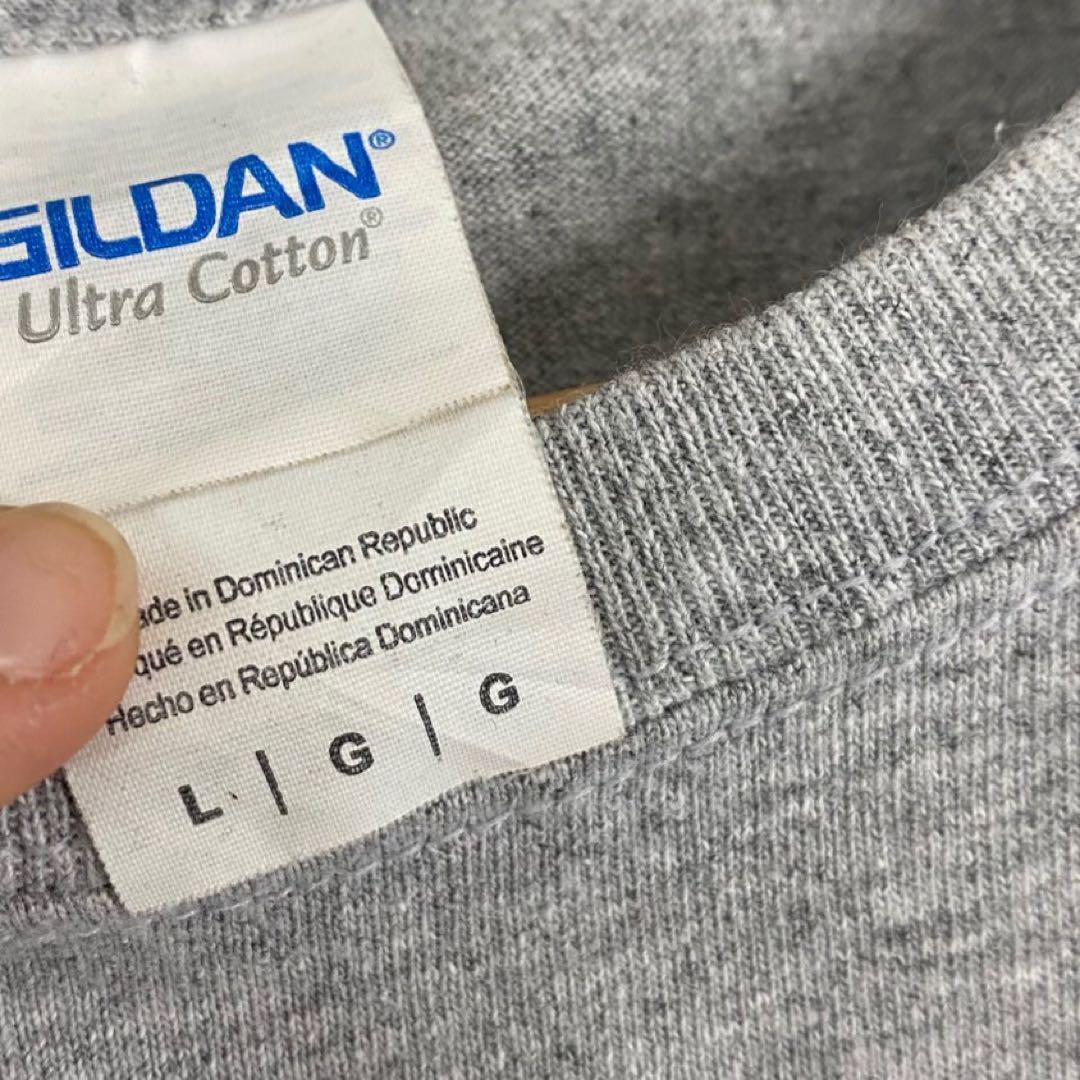 GILDAN®
Ultra Cotton®
ade in Dominican Republic
qué en République Dominicaine
Hecho en República Dominicana
L | G | G